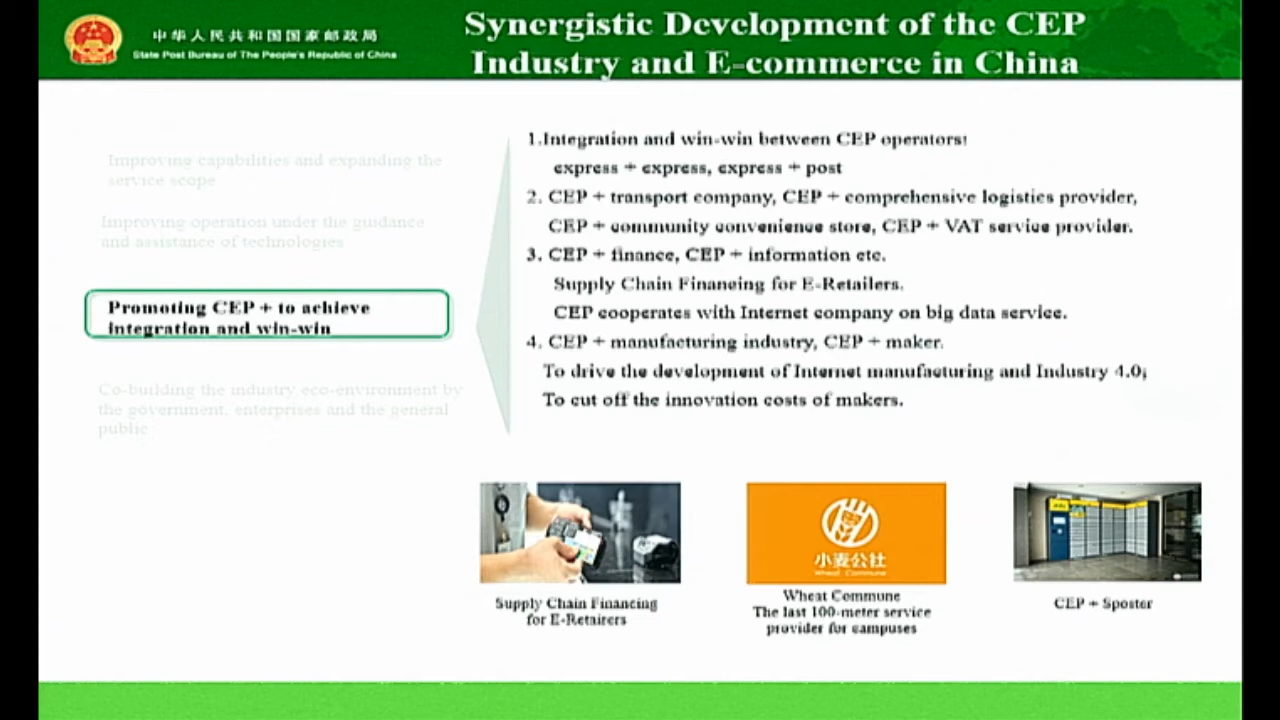 中华人民共和国国家邮政局
State Post Bureau of The People's Republic of China
Synergistic Development of the CEP
Industry and E-commerce in China
Improving capabilities and expanding the
service scope
Improving operation under the guidance
and assistance of technologies
Promoting CEP + to achieve
integration and win-win
Co-building the industry eco-environment by
the government, enterprises and the general
public
1.Integration and win-win between CEP operators:
express + express, express + post
2. CEP + transport company, CEP + comprehensive logistics provider,
CEP + community convenience store, CEP + VAT service provider.
3. CEP + finance, CEP + information etc.
Supply Chain Financing for E-Retailers.
CEP cooperates with Internet company on big data service.
4. CEP + manufacturing industry, CEP + maker.
To drive the development of Internet manufacturing and Industry 4.0;
To cut off the innovation costs of makers.
Supply Chain Financing
for E-Retairers
小麦公社
Wheat Commune
Wheat Commune
The last 100-meter service
provider for campuses
CEP + Sposter